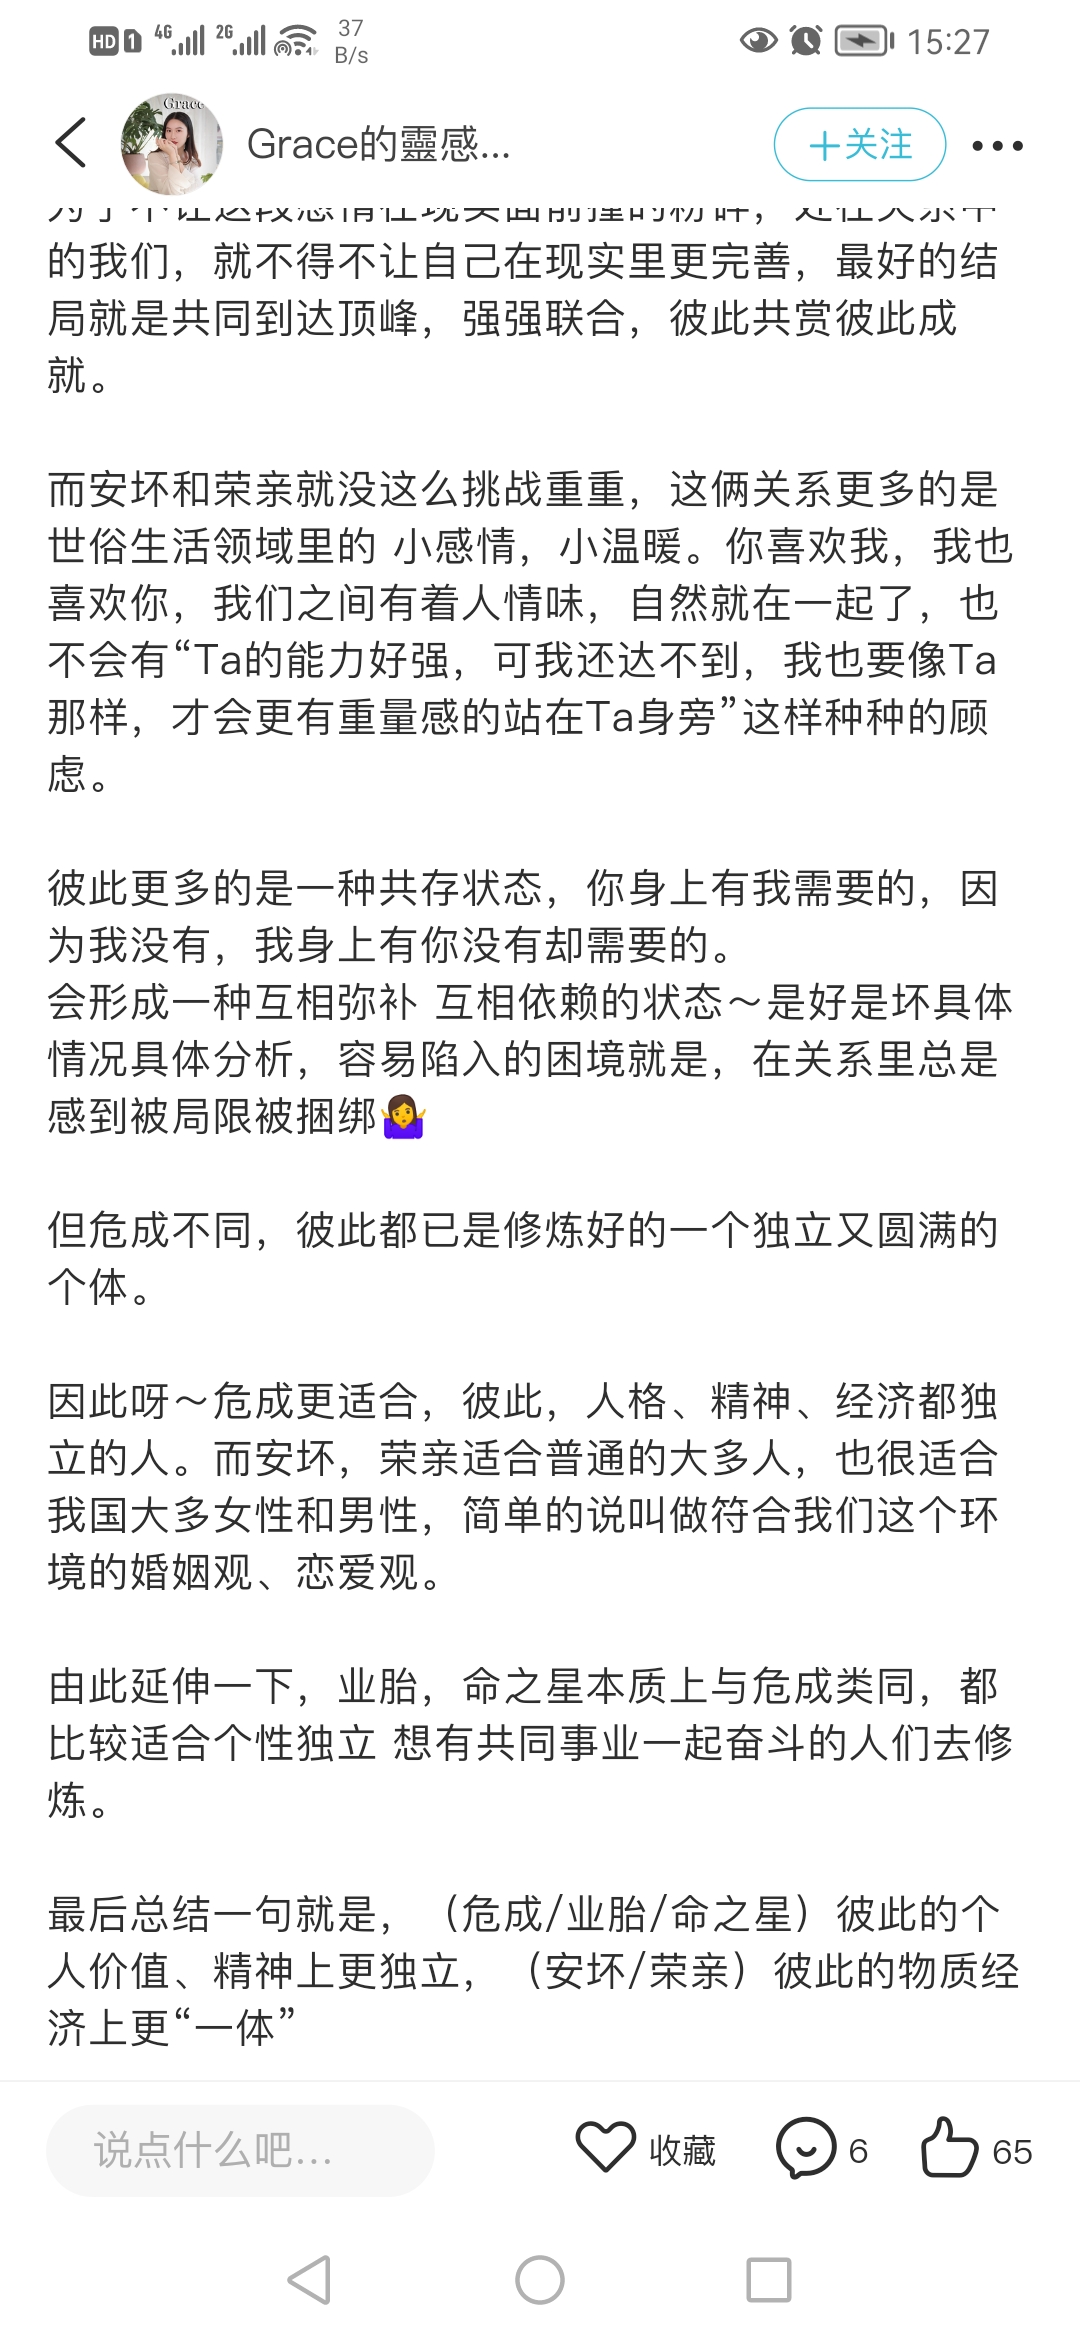 HD 1 4G 2G 37 B/s 15:27
Grace
Grace的靈感... +关注
的我们，就不得不让自己在现实里更完善，最好的结
局就是共同到达顶峰，强强联合，彼此共赏彼此成
就。
而安坏和荣亲就没这么挑战重重，这俩关系更多的是
世俗生活领域里的 小感情，小温暖。你喜欢我，我也
喜欢你，我们之间有着人情味，自然就在一起了，也
不会有“Ta的能力好强，可我还达不到，我也要像Ta
那样，才会更有重量感的站在Ta身旁”这样种种的顾
虑。
彼此更多的是一种共存状态，你身上有我需要的，因
为我没有，我身上有你没有却需要的。
会形成一种互相弥补 互相依赖的状态～是好是坏具体
情况具体分析，容易陷入的困境就是，在关系里总是
感到被局限被捆绑🤷‍♀️
但危成不同，彼此都已是修炼好的一个独立又圆满的
个体。
因此呀～危成更适合，彼此，人格、精神、经济都独
立的人。而安坏，荣亲适合普通的大多人，也很适合
我国大多女性和男性，简单的说叫做符合我们这个环
境的婚姻观、恋爱观。
由此延伸一下，业胎，命之星本质上与危成类同，都
比较适合个性独立 想有共同事业一起奋斗的人们去修
炼。
最后总结一句就是，（危成/业胎/命之星）彼此的个
人价值、精神上更独立，（安坏/荣亲）彼此的物质经
济上更“一体”
说点什么吧... 收藏 6 65